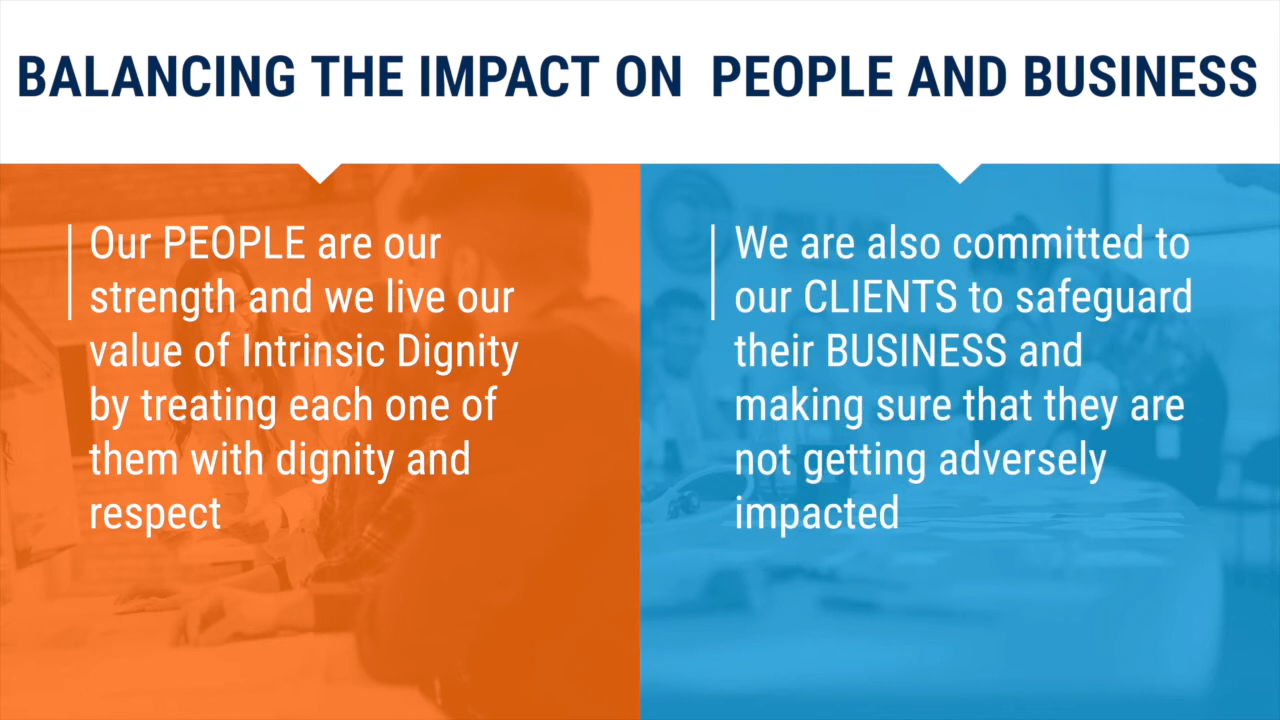 BALANCING THE IMPACT ON PEOPLE AND BUSINESS
Our PEOPLE are our
strength and we live our
value of Intrinsic Dignity
by treating each one of
them with dignity and
respect
We are also committed to
our CLIENTS to safeguard
their BUSINESS and
making sure that they are
not getting adversely
impacted